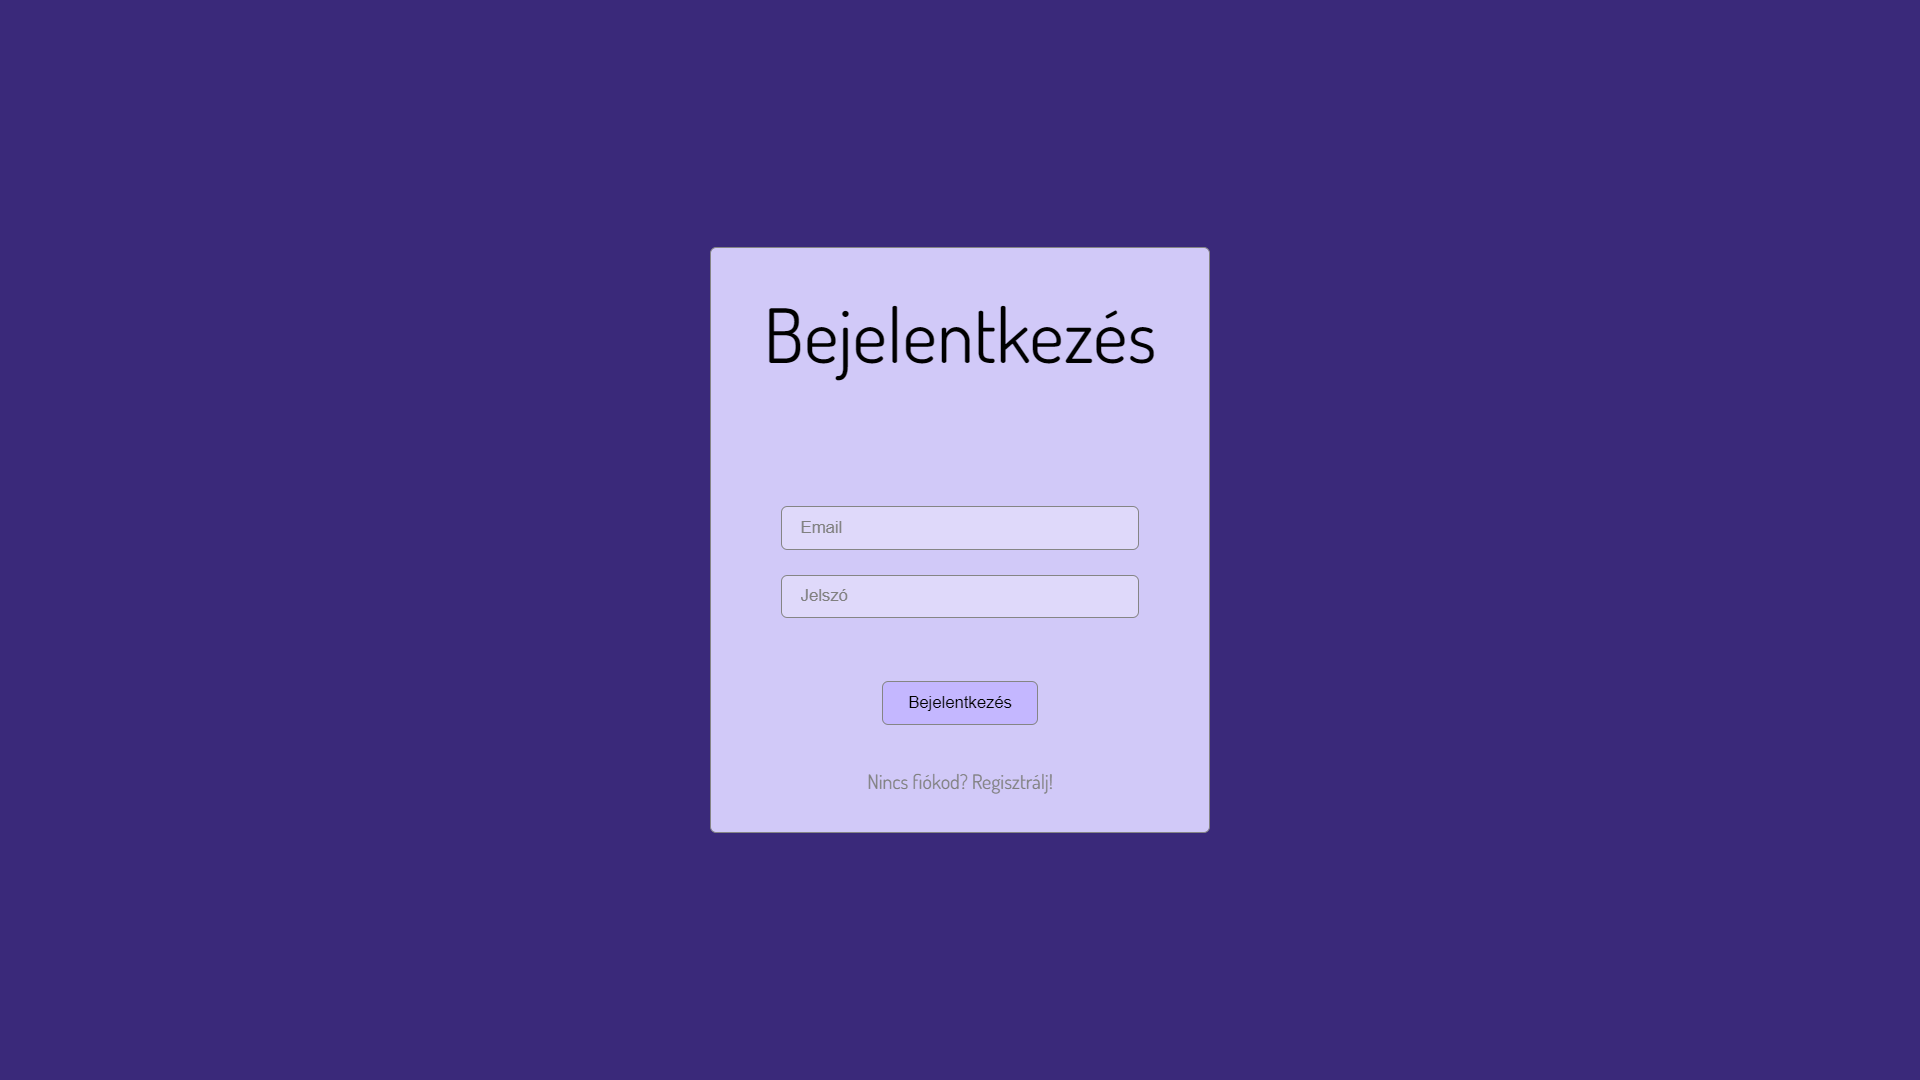 Bejelentkezés
Email
Jelszó
Bejelentkezés
Nincs fiókod? Regisztrálj!